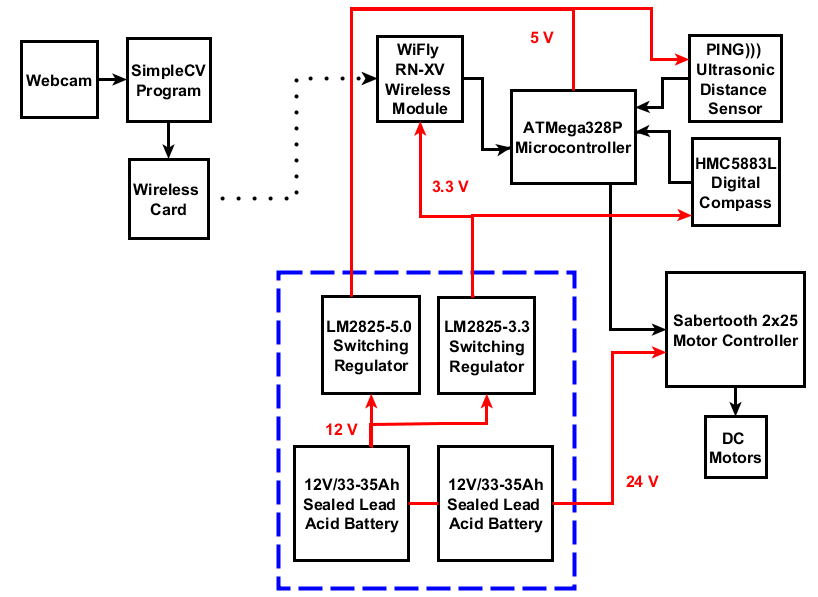 Webcam
SimpleCV
Program
Wireless
Card
WiFly
RN-XV
Wireless
Module
5 V
PING)))
Ultrasonic
Distance
Sensor
ATMega328P
Microcontroller
HMC5883L
Digital
Compass
3.3 V
LM2825-5.0
Switching
Regulator
LM2825-3.3
Switching
Regulator
Sabertooth 2x25
Motor Controller
DC
Motors
12 V
12V/33-35Ah
Sealed Lead
Acid Battery
12V/33-35Ah
Sealed Lead
Acid Battery
24 V